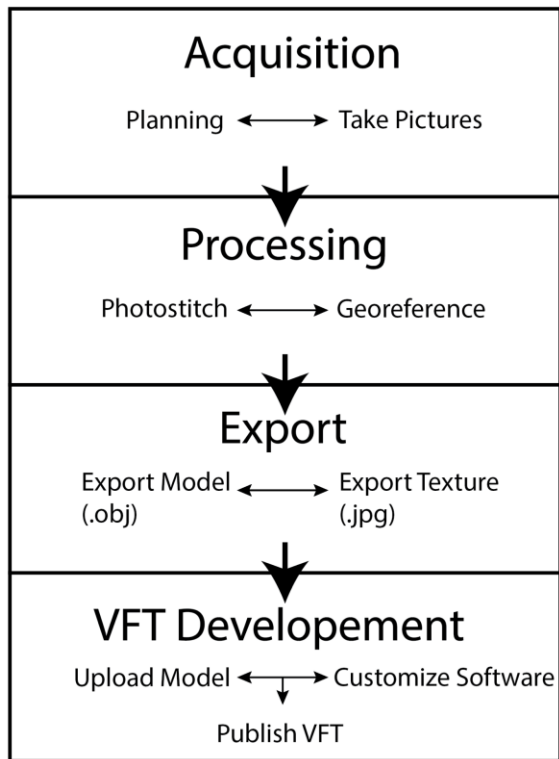 Acquisition
Planning Take Pictures
Processing
Photostitch Georeference
Export
Export Model Export Texture
(.obj) (.jpg)
VFT Developement
Upload Model Customize Software
Publish VFT